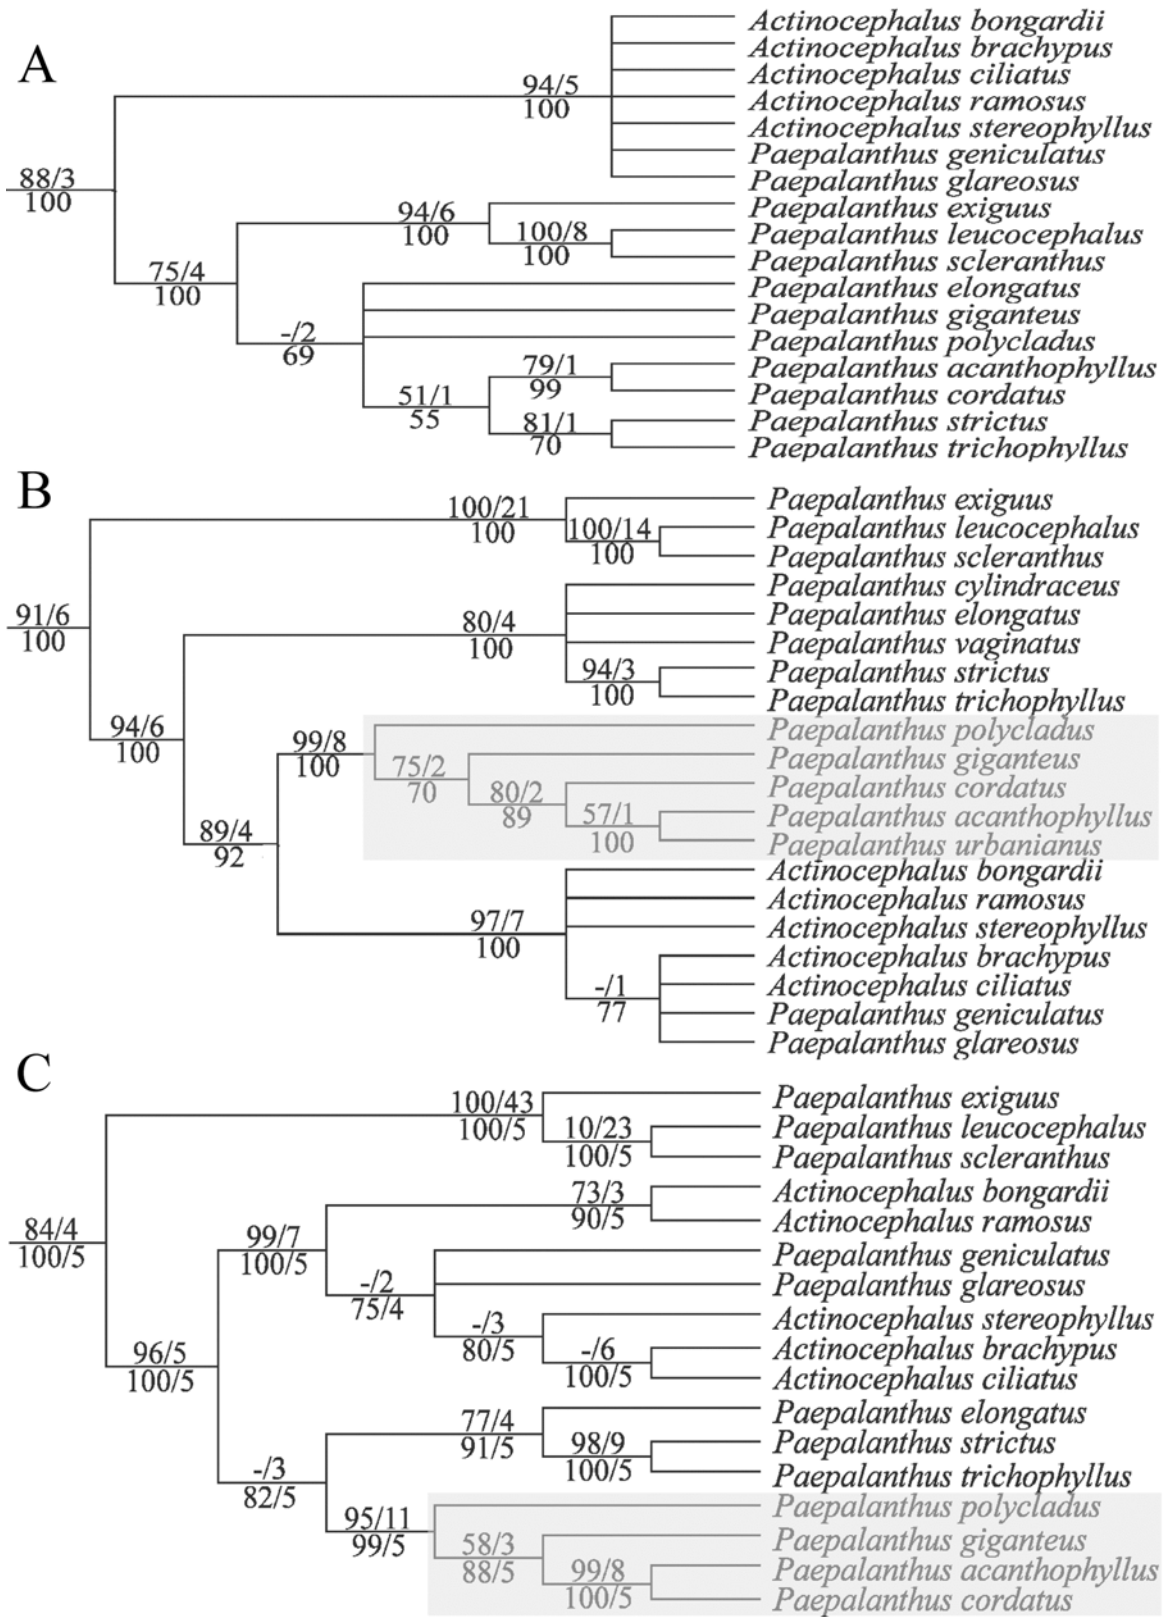 A
Actinocephalus bongardii
Actinocephalus brachypus
Actinocephalus ciliatus
94/5
100
Actinocephalus ramosus
Actinocephalus stereophyllus
Paepalanthus geniculatus
88/3
100
Paepalanthus glareosus
94/6
100
Paepalanthus exiguus
100/8
100
Paepalanthus leucocephalus
Paepalanthus scleranthus
75/4
100
Paepalanthus elongatus
Paepalanthus giganteus
-/2
69
Paepalanthus polycladus
79/1
99
Paepalanthus acanthophyllus
51/1
55
Paepalanthus cordatus
81/1
70
Paepalanthus strictus
Paepalanthus trichophyllus
B
100/21
100
Paepalanthus exiguus
100/14
100
Paepalanthus leucocephalus
Paepalanthus scleranthus
91/6
100
Paepalanthus cylindraceus
Paepalanthus elongatus
80/4
100
Paepalanthus vaginatus
94/3
100
Paepalanthus strictus
Paepalanthus trichophyllus
94/6
100
99/8
100
Paepalanthus polycladus
75/2
70
Paepalanthus giganteus
80/2
89
Paepalanthus cordatus
57/1
100
Paepalanthus acanthophyllus
Paepalanthus urbanianus
89/4
92
Actinocephalus bongardii
Actinocephalus ramosus
97/7
100
Actinocephalus stereophyllus
Actinocephalus brachypus
-/1
77
Actinocephalus ciliatus
Paepalanthus geniculatus
Paepalanthus glareosus
C
100/43
100/5
Paepalanthus exiguus
10/23
100/5
Paepalanthus leucocephalus
Paepalanthus scleranthus
73/3
90/5
Actinocephalus bongardii
Actinocephalus ramosus
84/4
100/5
99/7
100/5
Paepalanthus geniculatus
-/2
75/4
Paepalanthus glareosus
-/3
80/5
Actinocephalus stereophyllus
-/6
100/5
Actinocephalus brachypus
Actinocephalus ciliatus
96/5
100/5
77/4
91/5
Paepalanthus elongatus
98/9
100/5
Paepalanthus strictus
Paepalanthus trichophyllus
-/3
82/5
95/11
99/5
Paepalanthus polycladus
58/3
88/5
Paepalanthus giganteus
99/8
100/5
Paepalanthus acanthophyllus
Paepalanthus cordatus